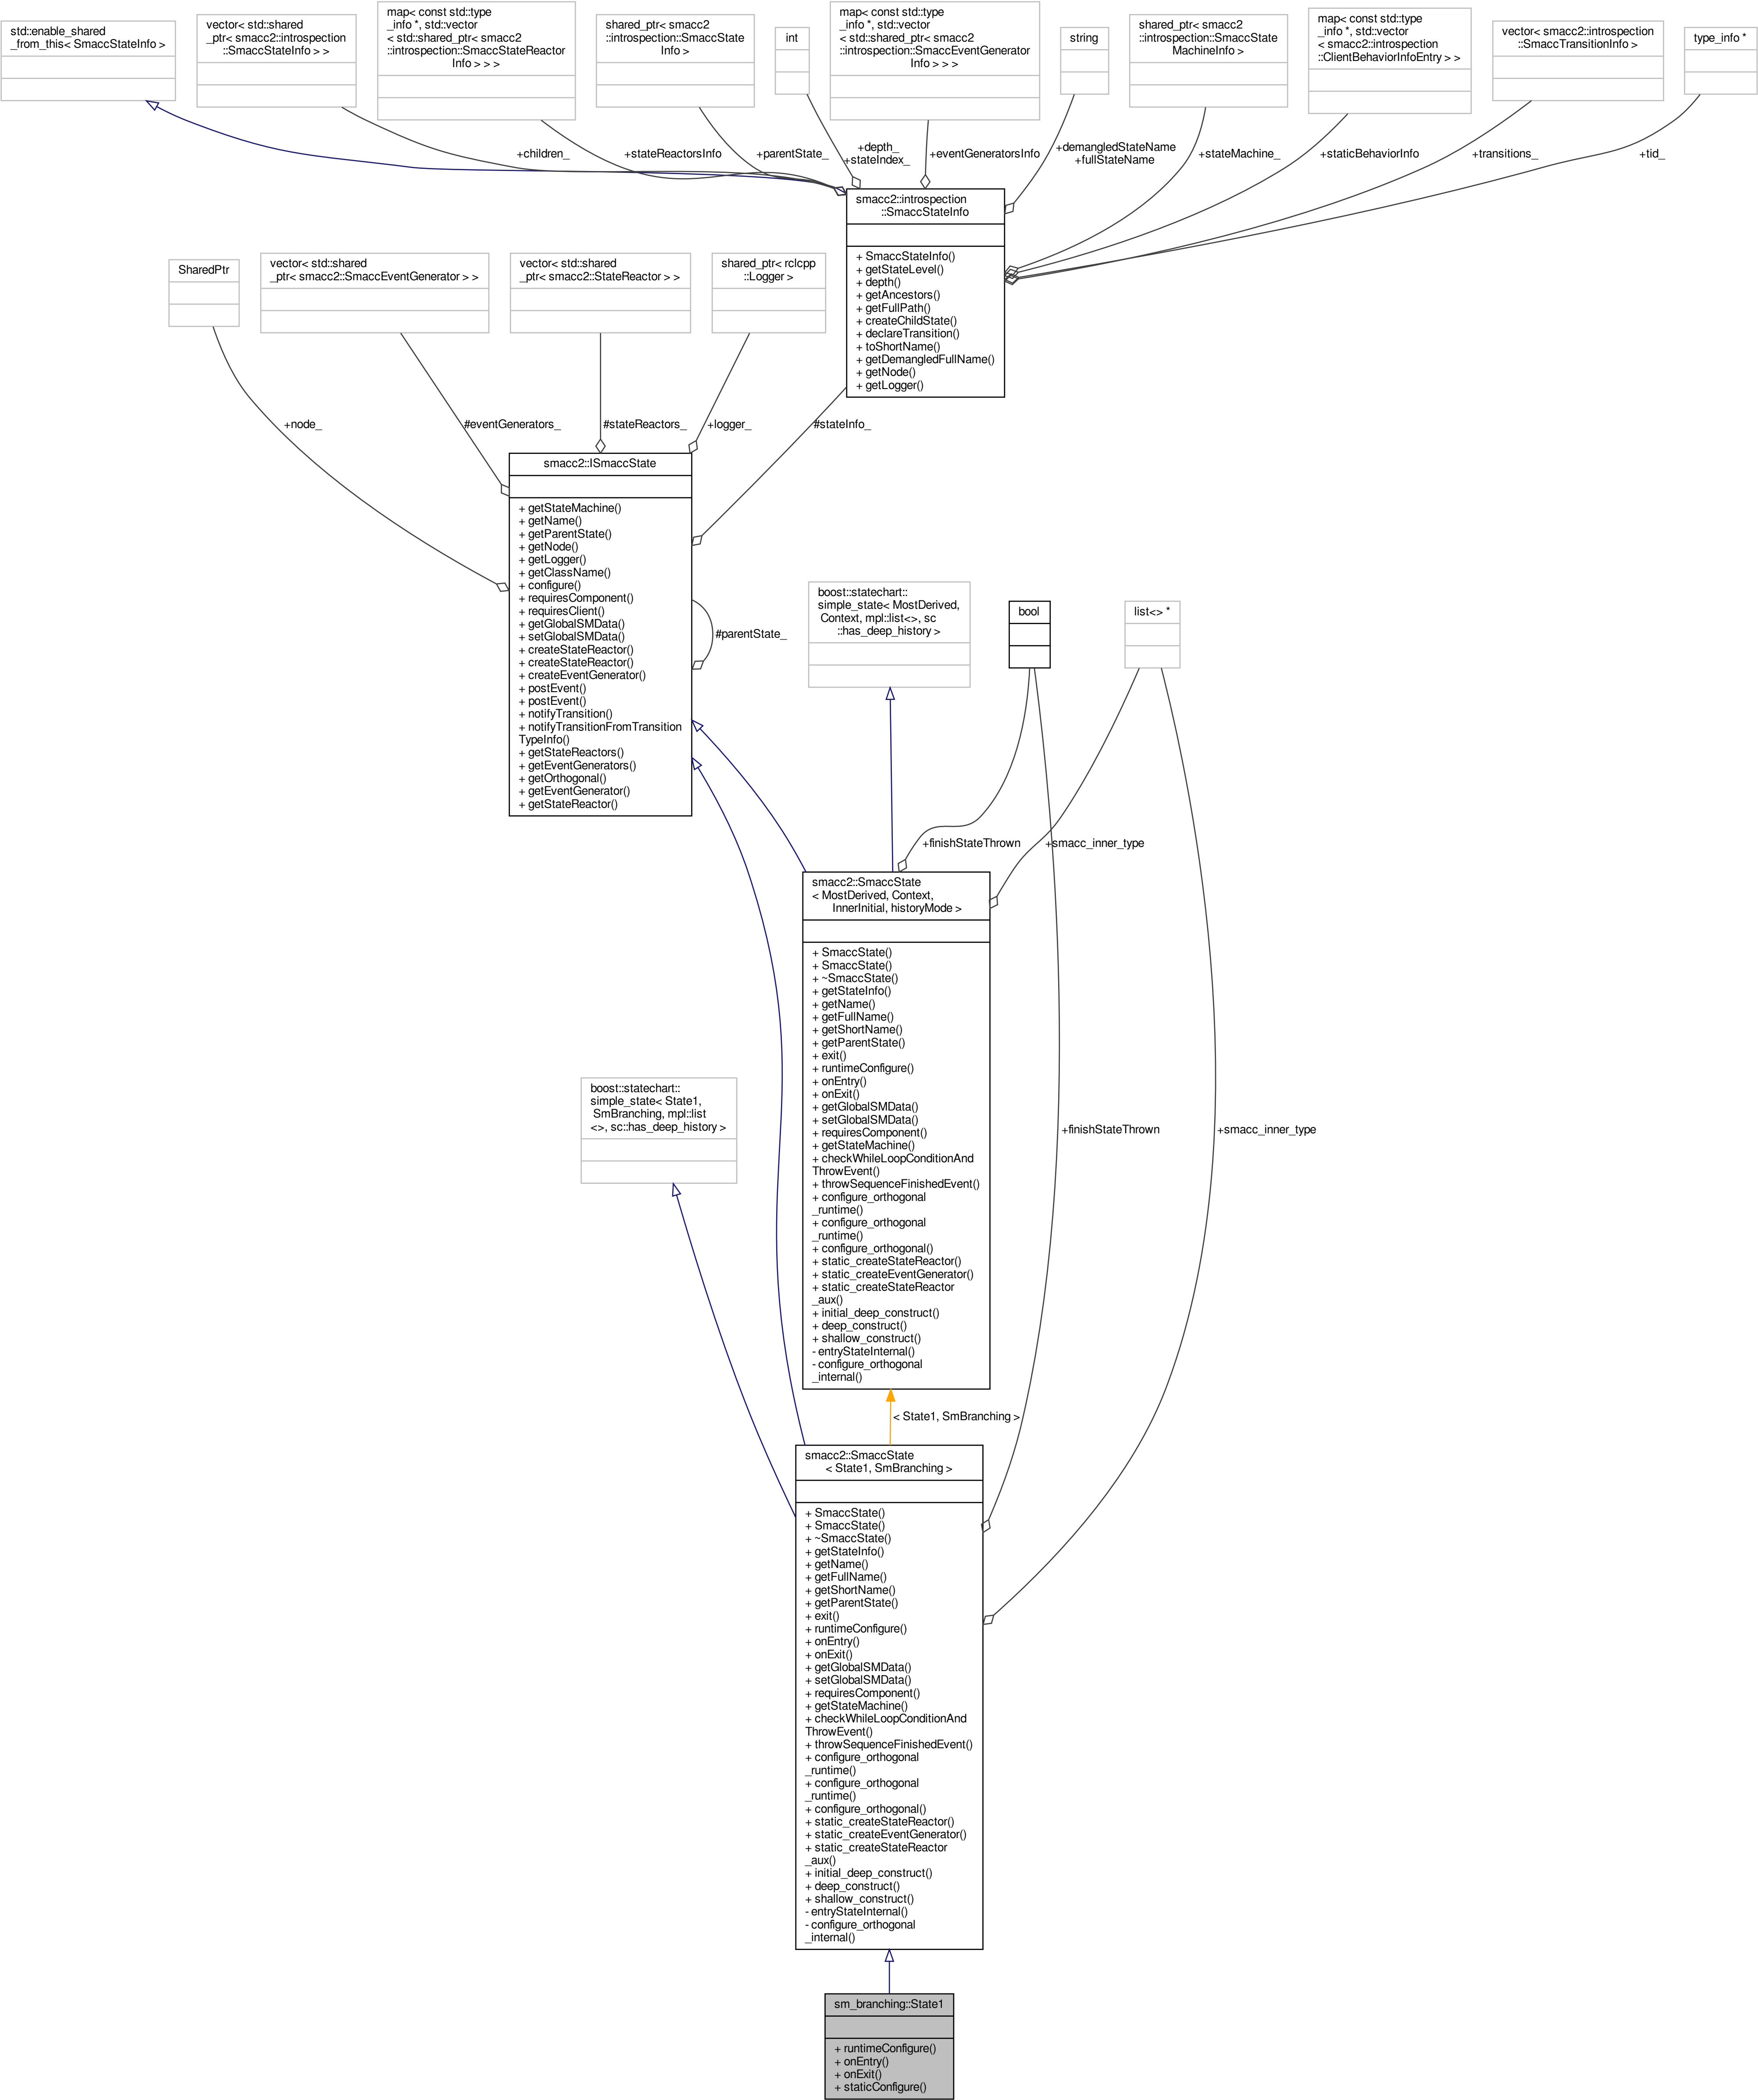 std::enable_shared
_from_this< SmaccStateInfo >
vector< std::shared
_ptr< smacc2::introspection
::SmaccStateInfo > >
map< const std::type
_info *, std::vector
< std::shared_ptr< smacc2
::introspection::SmaccStateReactor
Info > > >
shared_ptr< smacc2
::introspection::SmaccState
Info >
int
map< const std::type
_info *, std::vector
< std::shared_ptr< smacc2
::introspection::SmaccEventGenerator
Info > > >
string
shared_ptr< smacc2
::introspection::SmaccState
MachineInfo >
map< const std::type
_info *, std::vector
< smacc2::introspection
::ClientBehaviorInfoEntry > >
vector< smacc2::introspection
::SmaccTransitionInfo >
type_info *
+children_
+stateReactorsInfo
+parentState_
+depth_
+stateIndex_
+eventGeneratorsInfo
+demangledStateName
+fullStateName
+stateMachine_
+staticBehaviorInfo
+transitions_
+tid_
smacc2::introspection
::SmaccStateInfo
+ SmaccStateInfo()
+ getStateLevel()
+ depth()
+ getAncestors()
+ getFullPath()
+ createChildState()
+ declareTransition()
+ toShortName()
+ getDemangledFullName()
+ getNode()
+ getLogger()
SharedPtr
vector< std::shared
_ptr< smacc2::SmaccEventGenerator > >
vector< std::shared
_ptr< smacc2::StateReactor > >
shared_ptr< rclcpp
::Logger >
+node_
#eventGenerators_
#stateReactors_
+logger_
#stateInfo_
smacc2::ISmaccState
+ getStateMachine()
+ getName()
+ getParentState()
+ getNode()
+ getLogger()
+ getClassName()
+ configure()
+ requiresComponent()
+ requiresClient()
+ getGlobalSMData()
+ setGlobalSMData()
+ createStateReactor()
+ createStateReactor()
+ createEventGenerator()
+ postEvent()
+ postEvent()
+ notifyTransition()
+ notifyTransitionFromTransition
TypeInfo()
+ getStateReactors()
+ getEventGenerators()
+ getOrthogonal()
+ getEventGenerator()
+ getStateReactor()
#parentState_
boost::statechart::
simple_state< MostDerived,
Context, mpl::list<>, sc
::has_deep_history >
bool
list<> *
+finishStateThrown
+smacc_inner_type
smacc2::SmaccState
< MostDerived, Context,
InnerInitial, historyMode >
+ SmaccState()
+ SmaccState()
+ ~SmaccState()
+ getStateInfo()
+ getName()
+ getFullName()
+ getShortName()
+ getParentState()
+ exit()
+ runtimeConfigure()
+ onEntry()
+ onExit()
+ getGlobalSMData()
+ setGlobalSMData()
+ requiresComponent()
+ getStateMachine()
+ checkWhileLoopConditionAnd
ThrowEvent()
+ throwSequenceFinishedEvent()
+ configure_orthogonal
_runtime()
+ configure_orthogonal
_runtime()
+ configure_orthogonal()
+ static_createStateReactor()
+ static_createEventGenerator()
+ static_createStateReactor
_aux()
+ initial_deep_construct()
+ deep_construct()
+ shallow_construct()
- entryStateInternal()
- configure_orthogonal
_internal()
boost::statechart::
simple_state< State1,
SmBranching, mpl::list
<>, sc::has_deep_history >
+finishStateThrown
+smacc_inner_type
< State1, SmBranching >
smacc2::SmaccState
< State1, SmBranching >
+ SmaccState()
+ SmaccState()
+ ~SmaccState()
+ getStateInfo()
+ getName()
+ getFullName()
+ getShortName()
+ getParentState()
+ exit()
+ runtimeConfigure()
+ onEntry()
+ onExit()
+ getGlobalSMData()
+ setGlobalSMData()
+ requiresComponent()
+ getStateMachine()
+ checkWhileLoopConditionAnd
ThrowEvent()
+ throwSequenceFinishedEvent()
+ configure_orthogonal
_runtime()
+ configure_orthogonal
_runtime()
+ configure_orthogonal()
+ static_createStateReactor()
+ static_createEventGenerator()
+ static_createStateReactor
_aux()
+ initial_deep_construct()
+ deep_construct()
+ shallow_construct()
- entryStateInternal()
- configure_orthogonal
_internal()
sm_branching::State1
+ runtimeConfigure()
+ onEntry()
+ onExit()
+ staticConfigure()